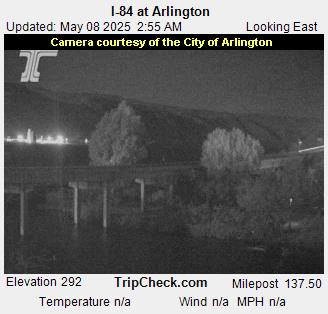 I-84 at Arlington
Updated: May 08 2025 2:55 AM Looking East
Camera courtesy of the City of Arlington
Elevation 292 TripCheck.com Milepost 137.50
Temperature n/a Wind n/a MPH n/a